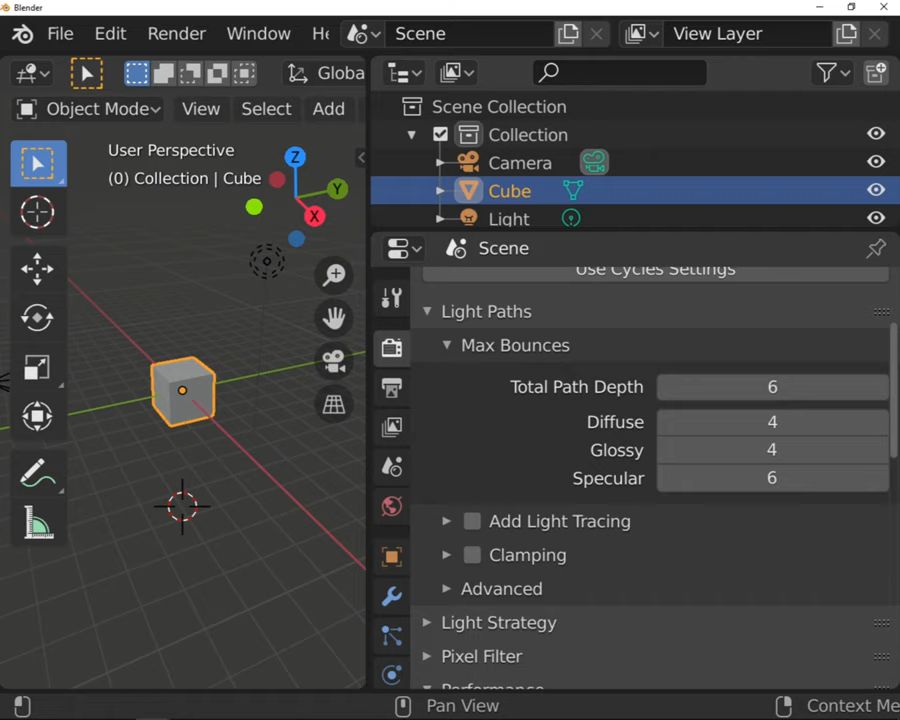 Blender
File Edit Render Window He Scene View Layer
Globa
Object Mode View Select Add
User Perspective
(0) Collection | Cube
Z
Y
X
Scene Collection
Collection
Camera
Cube
Light
Scene
Use Cycles Settings
Light Paths
Max Bounces
Total Path Depth 6
Diffuse 4
Glossy 4
Specular 6
Add Light Tracing
Clamping
Advanced
Light Strategy
Pixel Filter
Performance
Pan View Context Me